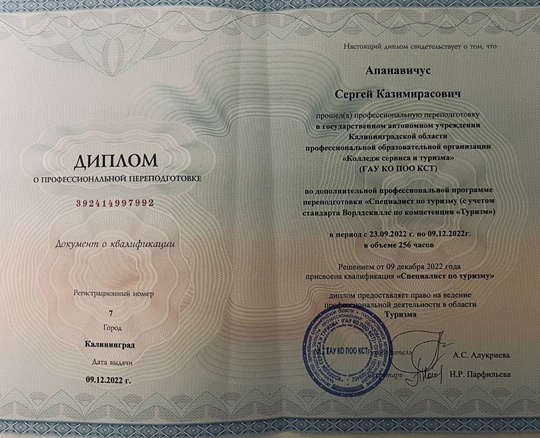 ДИПЛОМ
О ПРОФЕССИОНАЛЬНОЙ ПЕРЕПОДГОТОВКЕ
392414997992
Документ о квалификации
Регистрационный номер
7
Город
Калининград
Дата выдачи
09.12.2022 г.
Настоящий диплом свидетельствует о том, что
Апанавичус
Сергей Казимирасович
прошел(а) профессиональную переподготовку
в государственном автономном учреждении
Калининградской области
профессиональной образовательной организации
«Колледж сервиса и туризма»
(ГАУ КО ПОО КСТ)
по дополнительной профессиональной программе
переподготовки «Специалист по туризму (с учетом
стандарта Ворлдскиллс по компетенции «Туризм»)
в период с 23.09.2022 г. по 09.12.2022г.
в объеме 256 часов
Решением от 09 декабря 2022 года
присвоена квалификация «Специалист по туризму»
диплом предоставляет право на ведение
профессиональной деятельности в области
Туризма
ГАУ КО ПОО КСТ
А.С. Алукриева
Н.Р. Парфильева